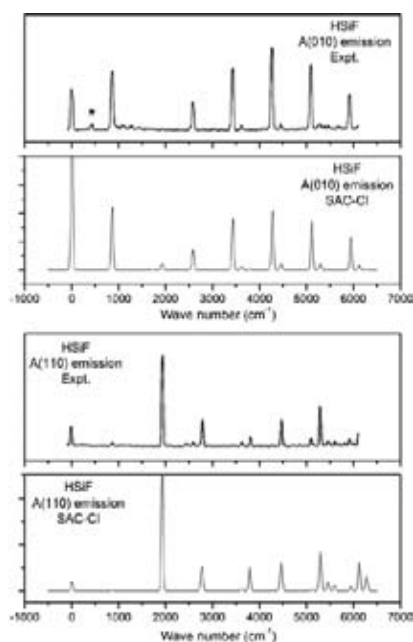 HSiF
A(010) emission
Expt.
*
HSiF
A(010) emission
SAC-CI
-1000 0 1000 2000 3000 4000 5000 6000 7000
Wave number (cm⁻¹)
HSiF
A(110) emission
Expt.
HSiF
A(110) emission
SAC-CI
-1000 0 1000 2000 3000 4000 5000 6000 7000
Wave number (cm⁻¹)